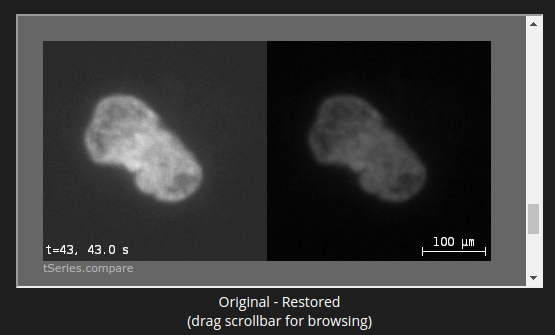 t=43, 43.0 s
100 µm
tSeries.compare
Original - Restored
(drag scrollbar for browsing)